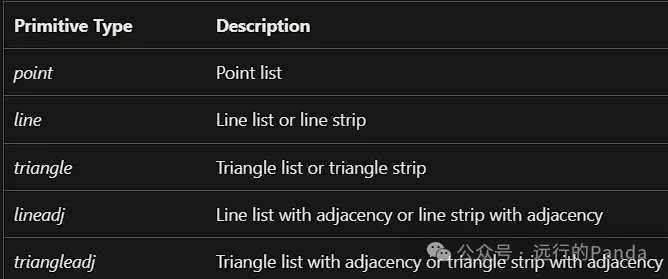 Primitive Type Description
point Point list
line Line list or line strip
triangle Triangle list or triangle strip
lineadj Line list with adjacency or line strip with adjacency
triangleadj Triangle list with adjacency or triangle strip with adjacency
公众号 · 远行的Panda